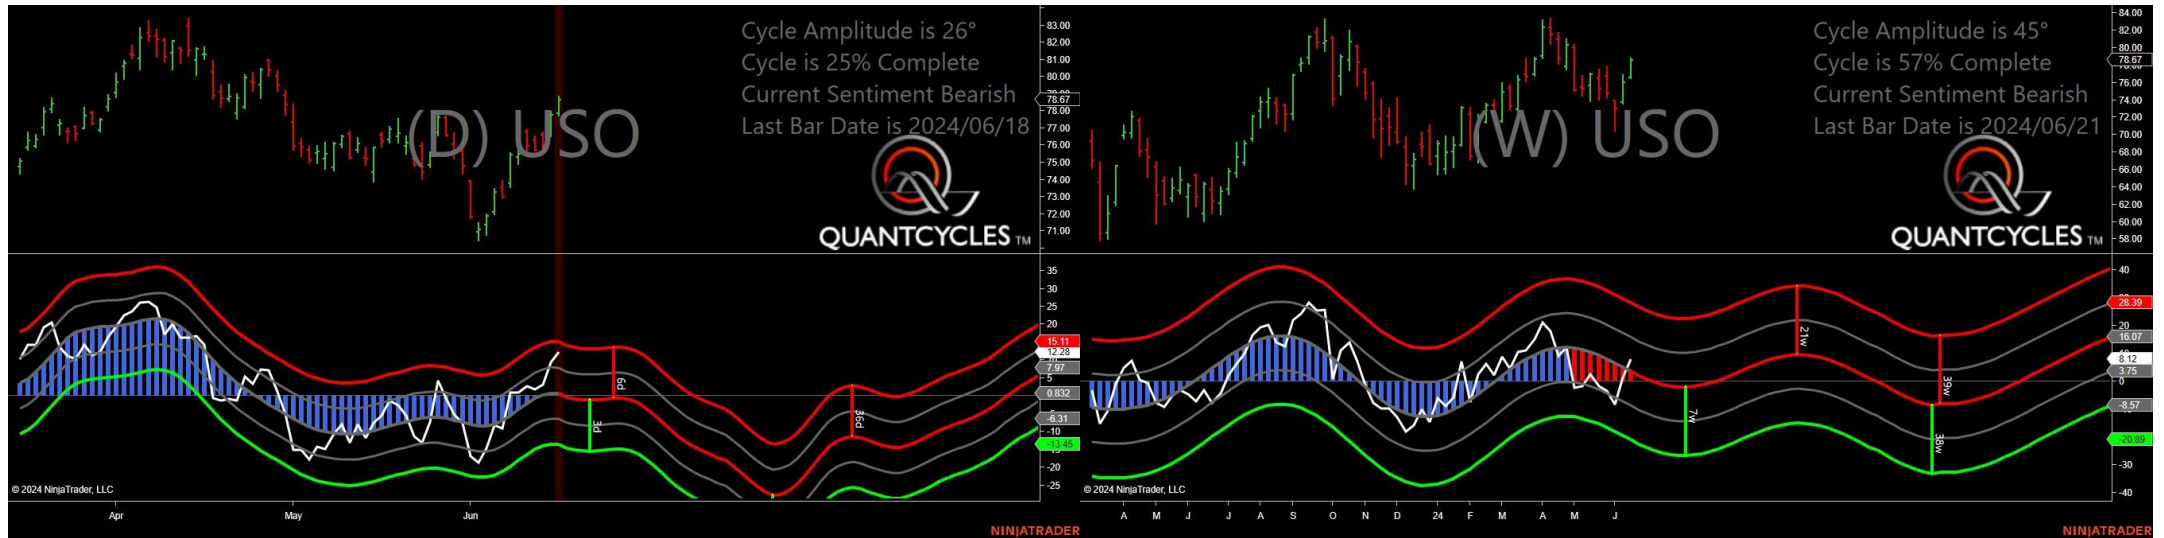 Cycle Amplitude is 26°
Cycle is 25% Complete
Current Sentiment Bearish
Last Bar Date is 2024/06/18
(D) USO
QUANTCYCLES TM
83.00
82.00
81.00
80.00
78.67
78.00
77.00
76.00
75.00
74.00
73.00
72.00
71.00
35
30
25
20
15.11
12.28
7.97
5
0.832
-6.31
-10
-13.45
-20
-25
6d
3d
36d
© 2024 NinjaTrader, LLC
Apr
May
Jun
NINJATRADER
Cycle Amplitude is 45°
Cycle is 57% Complete
Current Sentiment Bearish
Last Bar Date is 2024/06/21
(W) USO
QUANTCYCLES TM
84.00
82.00
80.00
78.67
76.00
74.00
72.00
70.00
68.00
66.00
64.00
62.00
60.00
58.00
40
28.39
20
16.07
8.12
3.75
0
-8.57
-20.89
-30
-40
21w
7w
39w
38w
© 2024 NinjaTrader, LLC
A M J J A S O N D 24 F M A M J
NINJATRADER